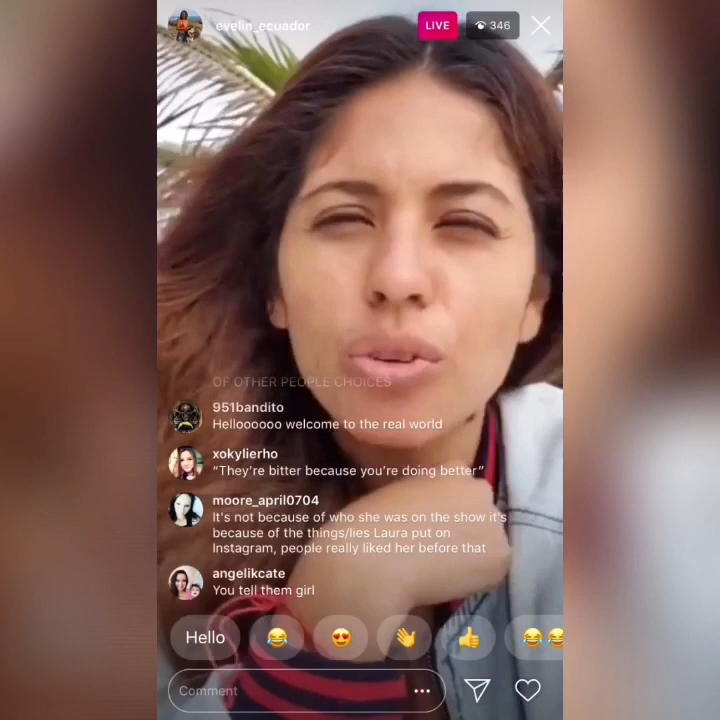 evelin_ecuador
LIVE
346
OF OTHER PEOPLE CHOICES
951bandito
Helloooooo welcome to the real world
xokylierho
“They’re bitter because you’re doing better”
moore_april0704
It's not because of who she was on the show it's
because of the things/lies Laura put on
Instagram, people really liked her before that
angelikcate
You tell them girl
Hello
Comment